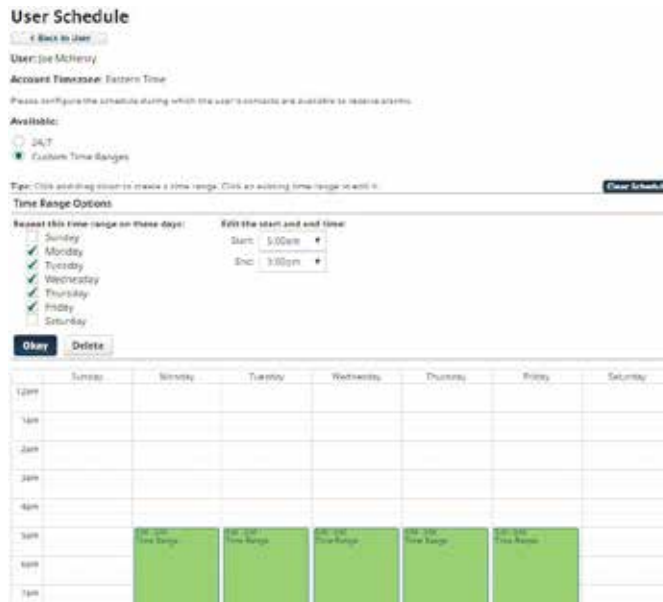 User Schedule
< Back to User
User: Joe McHenry
Account Timezone: Eastern Time
Please configure the schedule during which the user's contacts are available to receive alarms.
Available:
24/7
Custom Time Ranges
Tips: Click and drag down to create a time range. Click an existing time range to edit it.
Clear Schedule
Time Range Options
Repeat this time range on these days: Edit the start and end time:
Sunday
Start: 5:00am
Monday
Tuesday
End: 3:00pm
Wednesday
Thursday
Friday
Saturday
Okay Delete
Sunday Monday Tuesday Wednesday Thursday Friday Saturday
12am
1am
2am
3am
4am
5am
Time Range Time Range Time Range Time Range Time Range
6am
7am